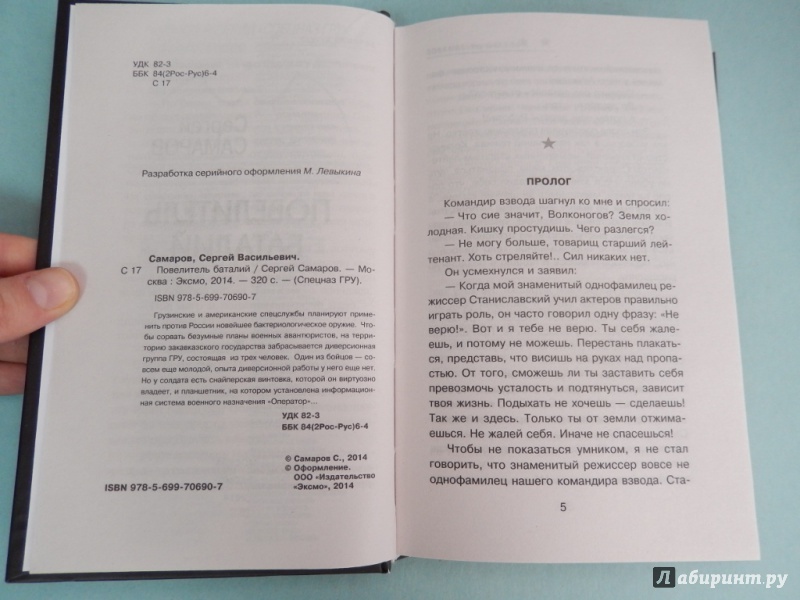 УДК 82-3
ББК 84(2Рос-Рус)6-4
С 17
Разработка серийного оформления М. Левыкина
Самаров, Сергей Васильевич.
С 17 Повелитель баталий / Сергей Самаров. — Мо-
сква : Эксмо, 2014. — 320 с. — (Спецназ ГРУ).
ISBN 978-5-699-70690-7
Грузинские и американские спецслужбы планируют приме-
нить против России новейшее бактериологическое оружие. Что-
бы сорвать безумные планы военных авантюристов, на террито-
рию закавказского государства забрасывается диверсионная
группа ГРУ, состоящая из трех человек. Один из бойцов — со-
всем еще молодой, опыта диверсионной работы у него еще нет.
Но у солдата есть снайперская винтовка, которой он виртуозно
владеет, и планшетник, на котором установлена информацион-
ная система военного назначения «Оператор»...
УДК 82-3
ББК 84(2Рос-Рус)6-4
© Самаров С., 2014
© Оформление.
ООО «Издательство
«Эксмо», 2014
ISBN 978-5-699-70690-7
ПРОЛОГ
Командир взвода шагнул ко мне и спросил:
— Что сие значит, Волконогов? Земля хо-
лодная. Кишку простудишь. Чего разлегся?
— Не могу больше, товарищ старший лей-
тенант. Хоть стреляйте!.. Сил никаких нет.
Он усмехнулся и заявил:
— Когда мой знаменитый однофамилец ре-
жиссер Станиславский учил актеров правильно
играть роль, он часто говорил одну фразу: «Не
верю!». Вот и я тебе не верю. Ты себя жале-
ешь, и потому не можешь. Перестань плакать-
ся, представь, что висишь на руках над пропа-
стью. От того, сможешь ли ты заставить себя
превозмочь усталость и подтянуться, зависит
твоя жизнь. Подыхать не хочешь — сделаешь!
Так же и здесь. Только ты от земли отжима-
ешься. Не жалей себя. Иначе не спасешься!
Чтобы не показаться умником, я не стал
говорить, что знаменитый режиссер вовсе не
однофамилец нашего командира взвода. Ста-
5
Лабиринт.ру